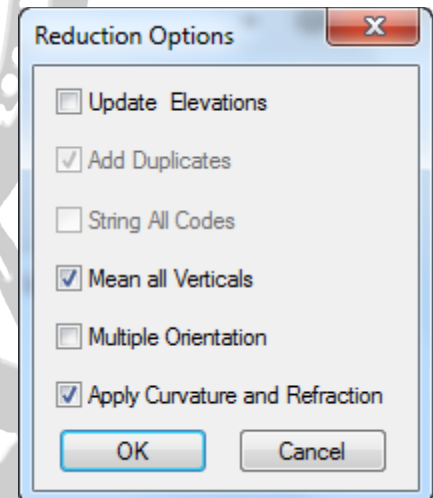 Reduction Options
Update Elevations
Add Duplicates
String All Codes
Mean all Verticals
Multiple Orientation
Apply Curvature and Refraction
OK Cancel